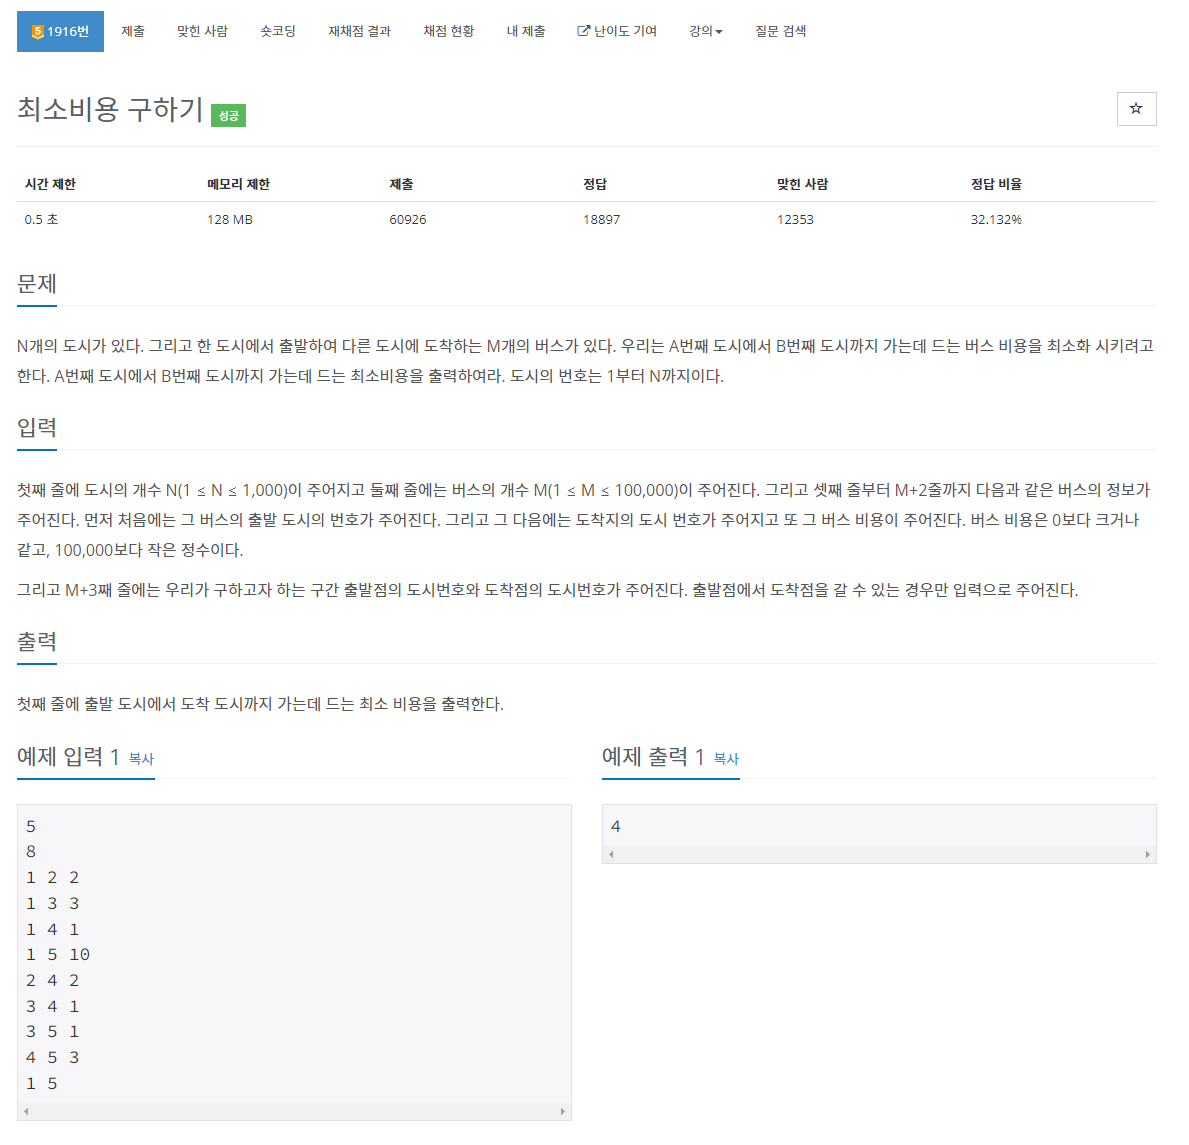 5 1916번 제출 맞힌 사람 숏코딩 재채점 결과 채점 현황 내 제출 난이도 기여 강의 질문 검색
최소비용 구하기 성공
☆
시간 제한 메모리 제한 제출 정답 맞힌 사람 정답 비율
0.5 초 128 MB 60926 18897 12353 32.132%
문제
N개의 도시가 있다. 그리고 한 도시에서 출발하여 다른 도시에 도착하는 M개의 버스가 있다. 우리는 A번째 도시에서 B번째 도시까지 가는데 드는 버스 비용을 최소화 시키려고
한다. A번째 도시에서 B번째 도시까지 가는데 드는 최소비용을 출력하여라. 도시의 번호는 1부터 N까지이다.
입력
첫째 줄에 도시의 개수 N(1 ≤ N ≤ 1,000)이 주어지고 둘째 줄에는 버스의 개수 M(1 ≤ M ≤ 100,000)이 주어진다. 그리고 셋째 줄부터 M+2줄까지 다음과 같은 버스의 정보가
주어진다. 먼저 처음에는 그 버스의 출발 도시의 번호가 주어진다. 그리고 그 다음에는 도착지의 도시 번호가 주어지고 또 그 버스 비용이 주어진다. 버스 비용은 0보다 크거나
같고, 100,000보다 작은 정수이다.
그리고 M+3째 줄에는 우리가 구하고자 하는 구간 출발점의 도시번호와 도착점의 도시번호가 주어진다. 출발점에서 도착점을 갈 수 있는 경우만 입력으로 주어진다.
출력
첫째 줄에 출발 도시에서 도착 도시까지 가는데 드는 최소 비용을 출력한다.
예제 입력 1 복사
5
8
1 2 2
1 3 3
1 4 1
1 5 10
2 4 2
3 4 1
3 5 1
4 5 3
1 5
예제 출력 1 복사
4